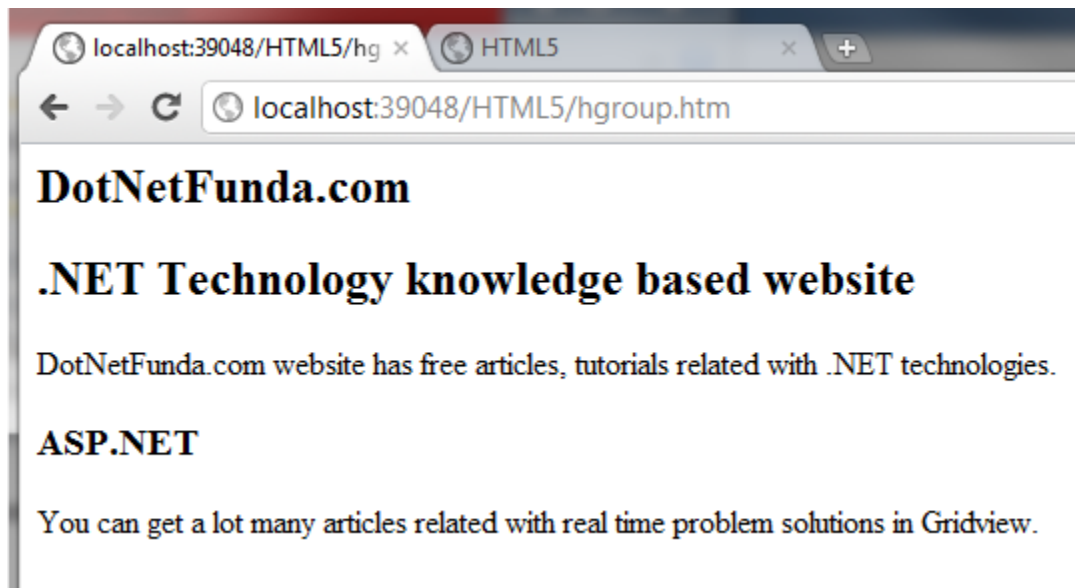 localhost:39048/HTML5/hg
HTML5
localhost:39048/HTML5/hgroup.htm
DotNetFunda.com
.NET Technology knowledge based website
DotNetFunda.com website has free articles, tutorials related with .NET technologies.
ASP.NET
You can get a lot many articles related with real time problem solutions in Gridview.